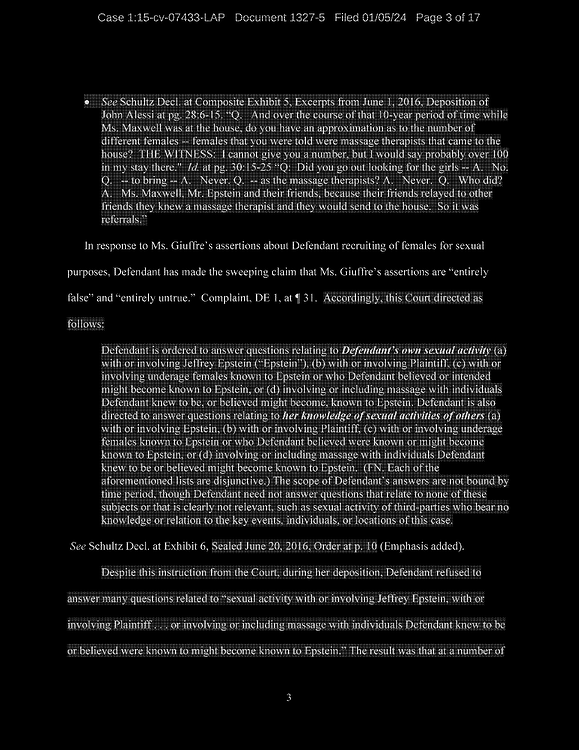 Case 1:15-cv-07433-LAP Document 1327-5 Filed 01/05/24 Page 3 of 17
• See Schultz Decl. at Composite Exhibit 5, Excerpts from June 1, 2016, Deposition of
John Alessi at pg. 28:6-15, “Q. And over the course of that 10-year period of time while
Ms. Maxwell was at the house, do you have an approximation as to the number of
different females -- females that you were told were massage therapists that came to the
house? THE WITNESS: I cannot give you a number, but I would say probably over 100
in my stay there.” Id. at pg. 30:15-25 “Q: Did you go out looking for the girls -- A. No.
Q. -- to bring -- A. Never. Q. -- as the massage therapists? A. Never. Q. Who did?
A. Ms. Maxwell, Mr. Epstein and their friends, because their friends relayed to other
friends they knew a massage therapist and they would send to the house. So it was
referrals.”
In response to Ms. Giuffre’s assertions about Defendant recruiting of females for sexual
purposes, Defendant has made the sweeping claim that Ms. Giuffre’s assertions are “entirely
false” and “entirely untrue.” Complaint, DE 1, at ¶ 31. Accordingly, this Court directed as
follows:
Defendant is ordered to answer questions relating to Defendant’s own sexual activity (a)
with or involving Jeffrey Epstein (“Epstein”), (b) with or involving Plaintiff, (c) with or
involving underage females known to Epstein or who Defendant believed or intended
might become known to Epstein, or (d) involving or including massage with individuals
Defendant knew to be, or believed might become, known to Epstein. Defendant is also
directed to answer questions relating to her knowledge of sexual activities of others (a)
with or involving Epstein, (b) with or involving Plaintiff, (c) with or involving underage
females known to Epstein or who Defendant believed were known or might become
known to Epstein, or (d) involving or including massage with individuals Defendant
knew to be or believed might become known to Epstein. (FN. Each of the
aforementioned lists are disjunctive.) The scope of Defendant’s answers are not bound by
time period, though Defendant need not answer questions that relate to none of these
subjects or that is clearly not relevant, such as sexual activity of third-parties who bear no
knowledge or relation to the key events, individuals, or locations of this case.
See Schultz Decl. at Exhibit 6, Sealed June 20, 2016, Order at p. 10 (Emphasis added).
Despite this instruction from the Court, during her deposition, Defendant refused to
answer many questions related to “sexual activity with or involving Jeffrey Epstein, with or
involving Plaintiff . . . or involving or including massage with individuals Defendant knew to be
or believed were known to might become known to Epstein.” The result was that at a number of
3